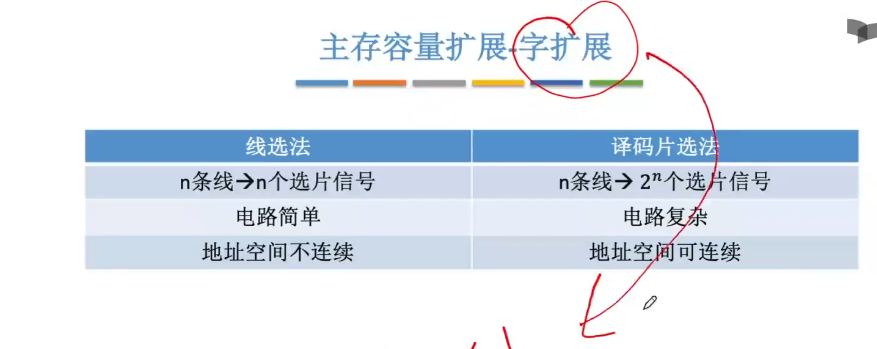 主存容量扩展-字扩展
线选法 译码片选法
n条线→n个选片信号 n条线→ 2ⁿ个选片信号
电路简单 电路复杂
地址空间不连续 地址空间可连续